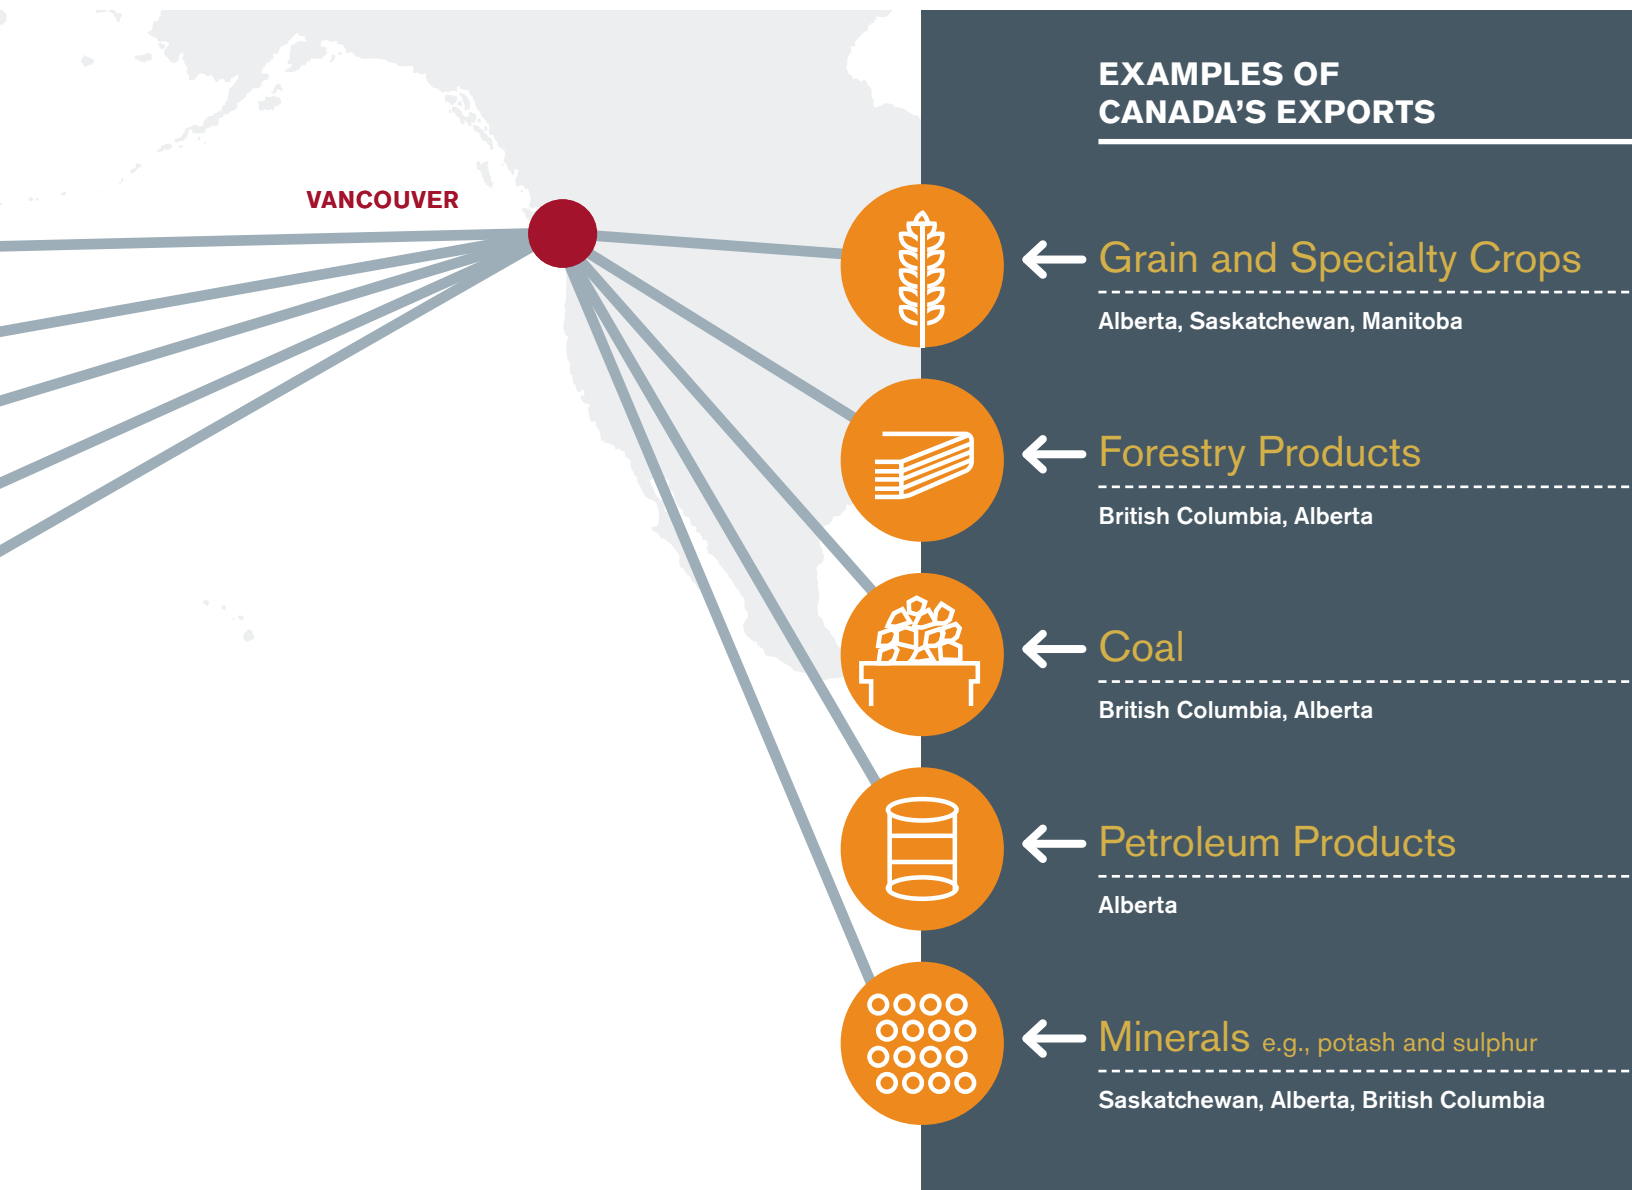 EXAMPLES OF
CANADA'S EXPORTS
VANCOUVER
Grain and Specialty Crops
Alberta, Saskatchewan, Manitoba
Forestry Products
British Columbia, Alberta
Coal
British Columbia, Alberta
Petroleum Products
Alberta
Minerals e.g., potash and sulphur
Saskatchewan, Alberta, British Columbia